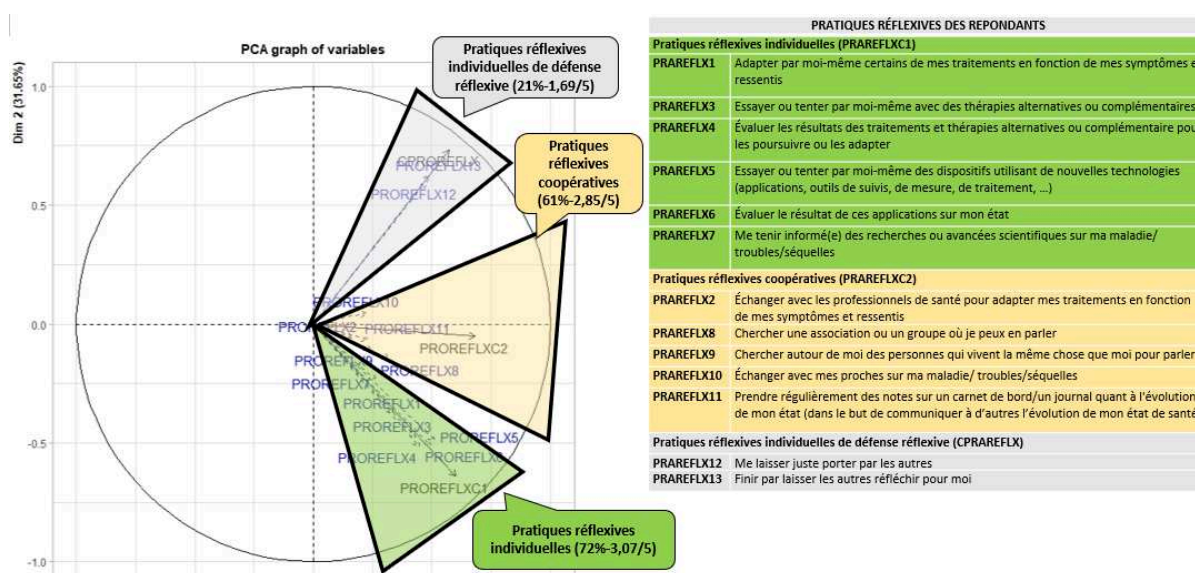 PCA graph of variables
Dim 2 (31.65%)
1.0
0.5
0.0
-0.5
-1.0
Pratiques réflexives
individuelles de défense
réflexive (21%-1,69/5)
Pratiques
réflexives
coopératives
(61%-2,85/5)
Pratiques réflexives
individuelles (72%-3,07/5)
CPROREFLX
PROREFLX13
PROREFLX12
PROREFLX10
PROREFLX2
PROREFLX11
PROREFLXC2
PROREFLX9
PROREFLX8
PROREFLX7
PROREFLX1
PROREFLX3
PROREFLX5
PROREFLX4
PROREFLXC1
PRATIQUES RÉFLEXIVES DES REPONDANTS
Pratiques réflexives individuelles (PRAREFLXC1)
PRAREFLX1 Adapter par moi-même certains de mes traitements en fonction de mes symptômes e
ressentis
PRAREFLX3 Essayer ou tenter par moi-même avec des thérapies alternatives ou complémentaires
PRAREFLX4 Évaluer les résultats des traitements et thérapies alternatives ou complémentaire pou
les poursuivre ou les adapter
PRAREFLX5 Essayer ou tenter par moi-même des dispositifs utilisant de nouvelles technologies
(applications, outils de suivis, de mesure, de traitement, ...)
PRAREFLX6 Évaluer le résultat de ces applications sur mon état
PRAREFLX7 Me tenir informé(e) des recherches ou avancées scientifiques sur ma maladie/
troubles/séquelles
Pratiques réflexives coopératives (PRAREFLXC2)
PRAREFLX2 Échanger avec les professionnels de santé pour adapter mes traitements en fonction
de mes symptômes et ressentis
PRAREFLX8 Chercher une association ou un groupe où je peux en parler
PRAREFLX9 Chercher autour de moi des personnes qui vivent la même chose que moi pour parler
PRAREFLX10 Échanger avec mes proches sur ma maladie/ troubles/séquelles
PRAREFLX11 Prendre régulièrement des notes sur un carnet de bord/un journal quant à l'évolution
de mon état (dans le but de communiquer à d'autres l'évolution de mon état de santé
Pratiques réflexives individuelles de défense réflexive (CPRAREFLX)
PRAREFLX12 Me laisser juste porter par les autres
PRAREFLX13 Finir par laisser les autres réfléchir pour moi